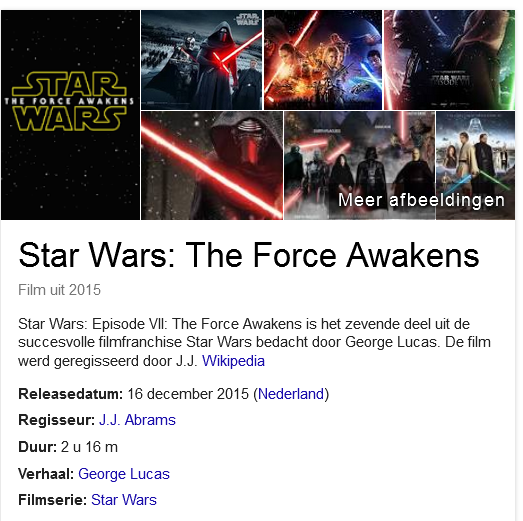 STAR
THE FORCE AWAKENS
WARS
STAR WARS
Meer afbeeldingen
Star Wars: The Force Awakens
Film uit 2015
Star Wars: Episode VII: The Force Awakens is het zevende deel uit de
succesvolle filmfranchise Star Wars bedacht door George Lucas. De film
werd geregisseerd door J.J. Wikipedia
Releasedatum: 16 december 2015 (Nederland)
Regisseur: J.J. Abrams
Duur: 2 u 16 m
Verhaal: George Lucas
Filmserie: Star Wars